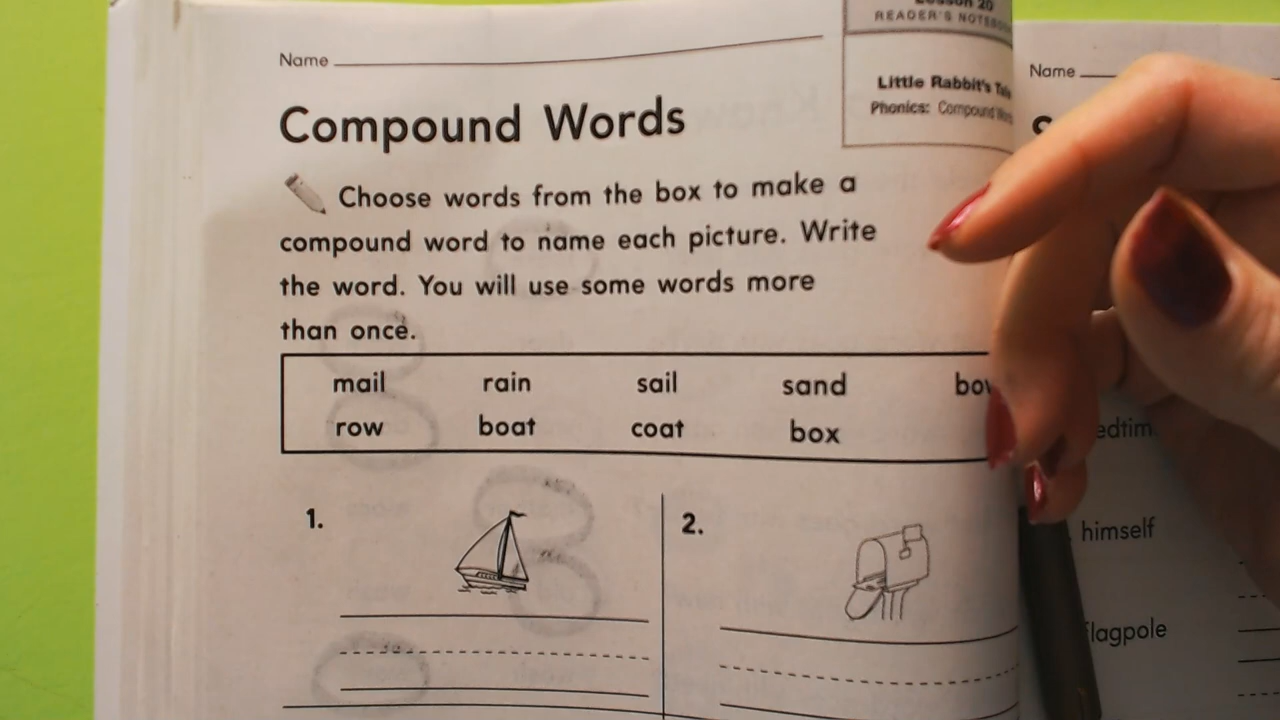 Lesson 20
READER'S NOTEBOOK
Name
Little Rabbit's
Phonics: Compound
Compound Words
Choose words from the box to make a
compound word to name each picture. Write
the word. You will use some words more
than once.
mail rain sail sand
row boat coat box
1. 2.
Name
himself
flagpole